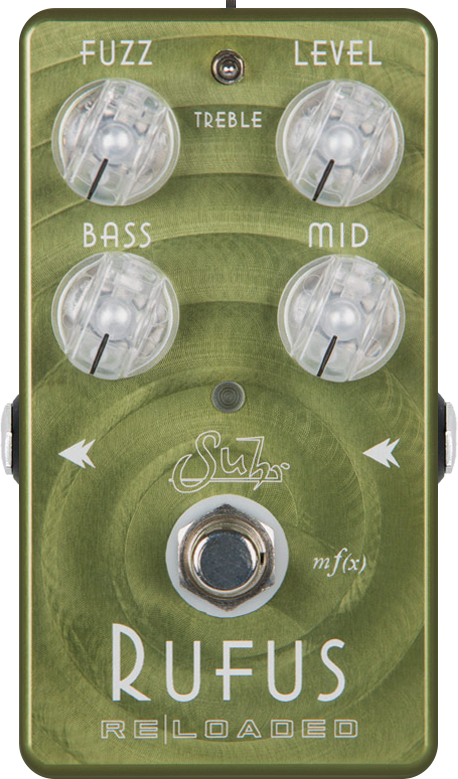 FUZZ
LEVEL
TREBLE
BASS
MID
Suhr
mf(x)
RUFUS
RE|LOADED